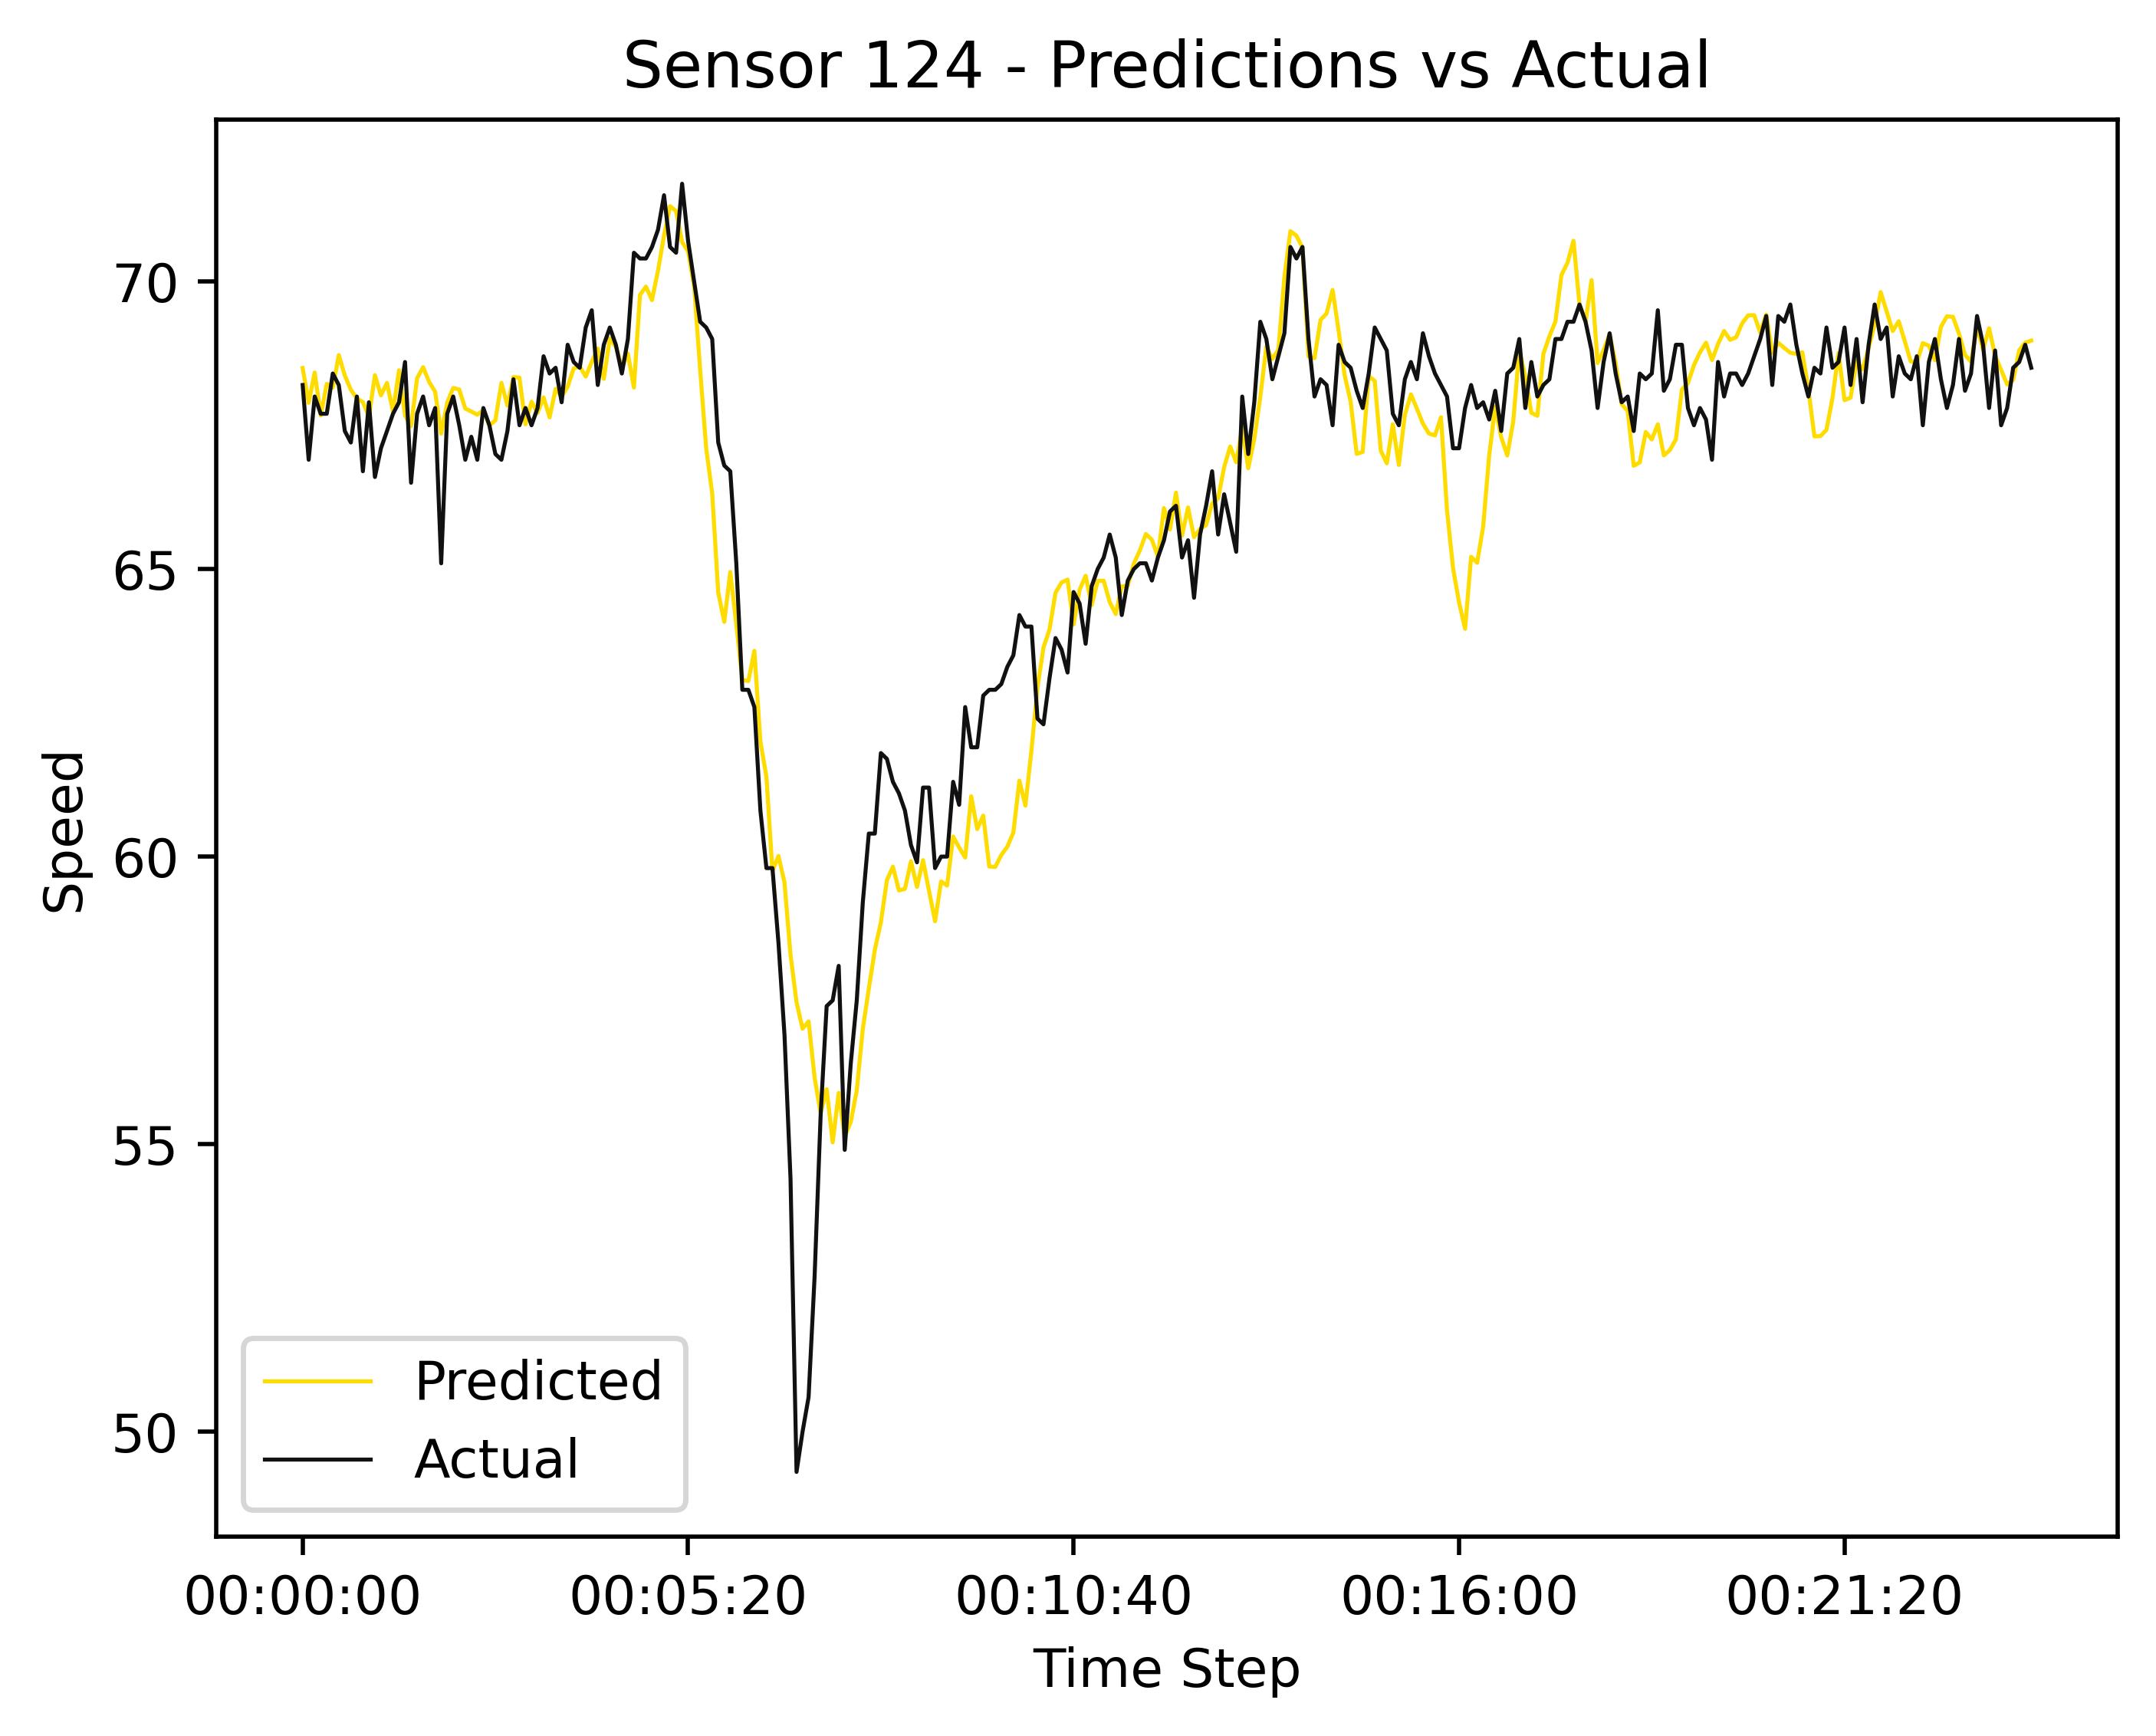 Sensor 124 - Predictions vs Actual
70
65
60
55
50
Speed
Predicted
Actual
00:00:00 00:05:20 00:10:40 00:16:00 00:21:20
Time Step